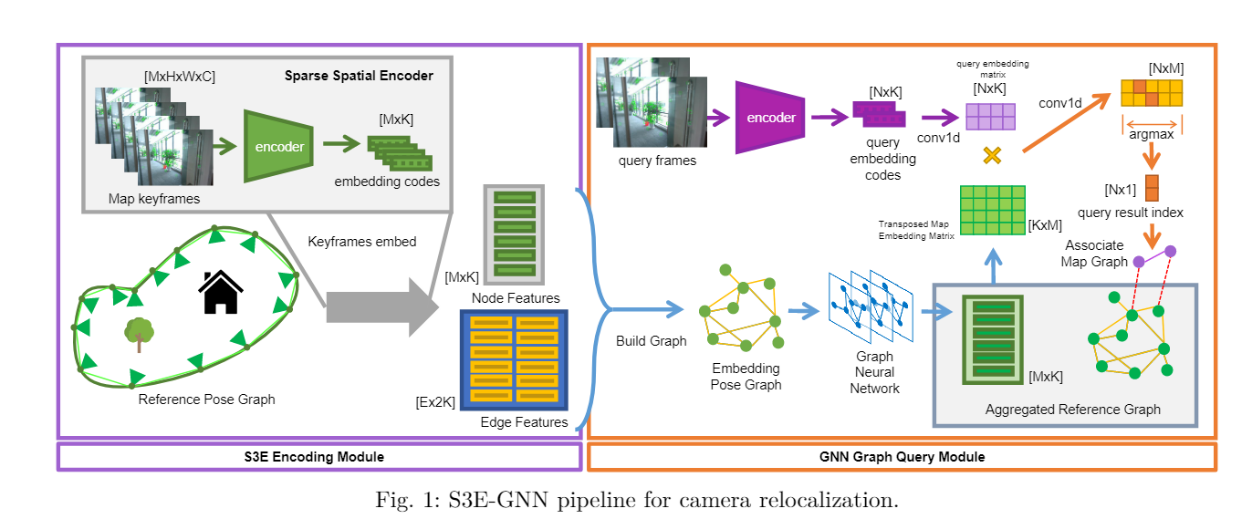 [MxHxWxC]
Sparse Spatial Encoder
encoder
[MxK]
embedding codes
Map keyframes
Keyframes embed
Reference Pose Graph
[MxK]
Node Features
[Ex2K]
Edge Features
S3E Encoding Module
query frames
encoder
[NxK]
query
embedding
codes
conv1d
query embedding
matrix
[NxK]
conv1d
[NxM]
argmax
[Nx1]
query result index
Transposed Map
Embedding Matrix
[KxM]
Associate
Map Graph
Build Graph
Embedding
Pose Graph
Graph
Neural
Network
[MxK]
Aggregated Reference Graph
GNN Graph Query Module
Fig. 1: S3E-GNN pipeline for camera relocalization.